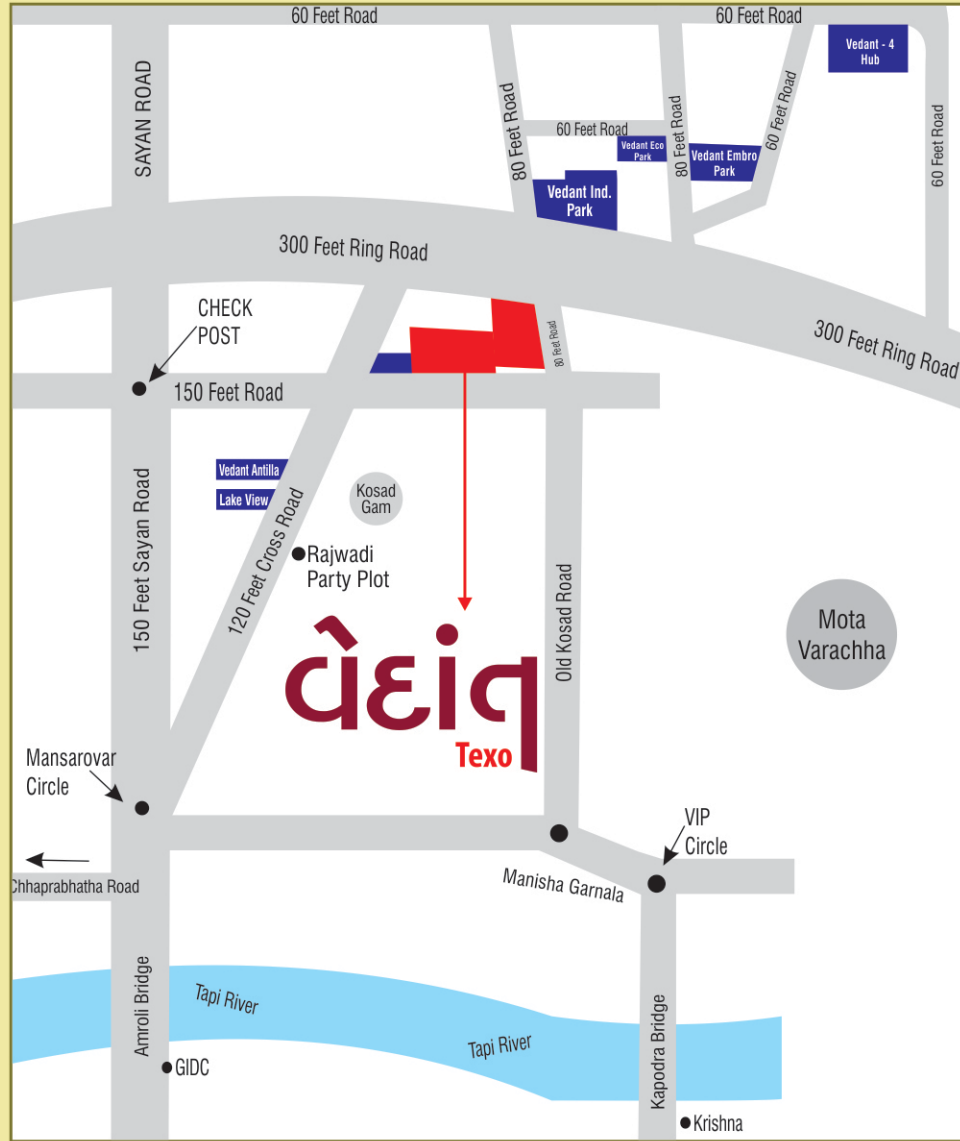 60 Feet Road
60 Feet Road
Vedant - 4
Hub
SAYAN ROAD
80 Feet Road
60 Feet Road
80 Feet Road
60 Feet Road
60 Feet Road
Vedant Eco
Park
Vedant Embro
Park
Vedant Ind.
Park
300 Feet Ring Road
CHECK
POST
80 Feet Road
300 Feet Ring Road
150 Feet Road
Vedant Antilla
Lake View
Kosad
Gam
150 Feet Sayan Road
120 Feet Cross Road
Rajwadi
Party Plot
Old Kosad Road
Mota
Varachha
વેદાંત
Texo
Mansarovar
Circle
VIP
Circle
Chhaprabhatha Road
Manisha Garnala
Amroli Bridge
Tapi River
Tapi River
Kapodra Bridge
GIDC
Krishna